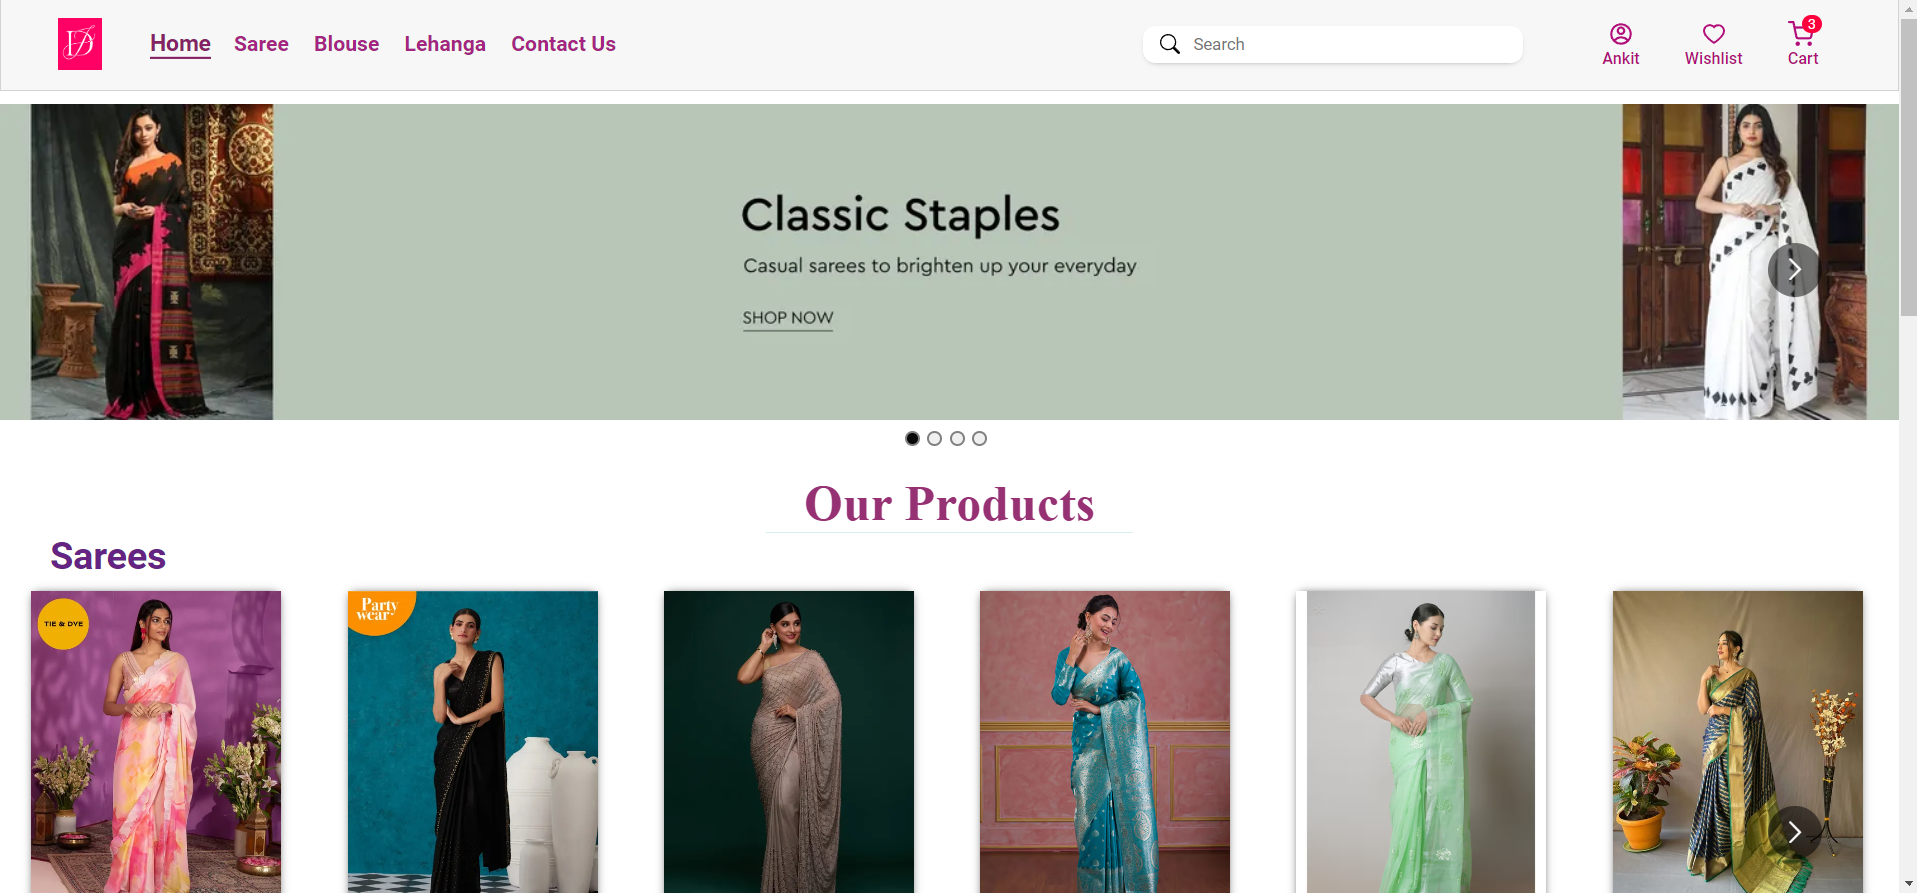 Home Saree Blouse Lehanga Contact Us
Search
3
Ankit Wishlist Cart
Classic Staples
Casual sarees to brighten up your everyday
SHOP NOW
Our Products
Sarees
TIE & DYE
Party
wear